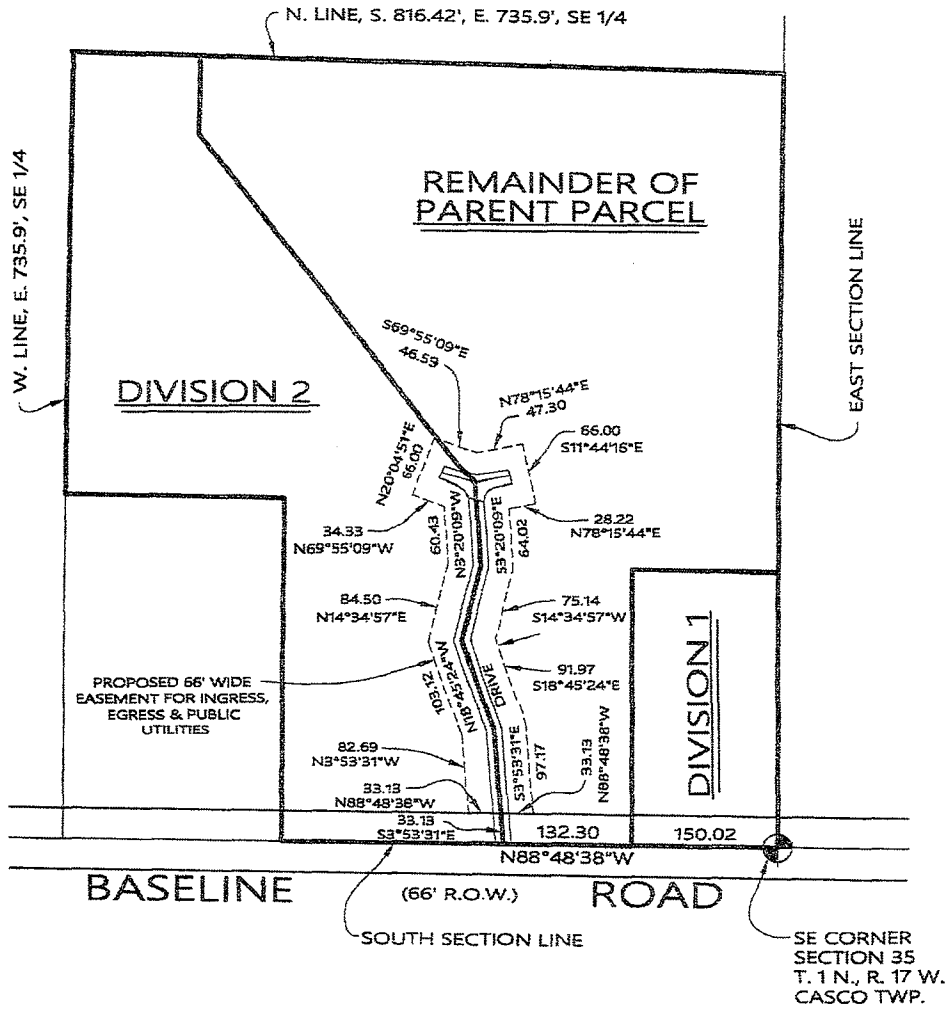 N. LINE, S. 816.42', E. 735.9', SE 1/4
W. LINE, E. 735.9', SE 1/4
REMAINDER OF
PARENT PARCEL
EAST SECTION LINE
S69°55'09"E
46.59
DIVISION 2
N78°15'44"E
47.30
66.00
S11°44'16"E
N20°04'51"E
66.00
34.33
N69°55'09"W
60.43
N3°20'09"W
S3°20'09"E
64.02
28.22
N78°15'44"E
84.50
N14°34'57"E
75.14
S14°34'57"W
PROPOSED 66' WIDE
EASEMENT FOR INGRESS,
EGRESS & PUBLIC
UTILITIES
103.12
N18°45'24"W
DRIVE
91.97
S18°45'24"E
DIVISION 1
82.69
N3°53'31"W
S3°53'31"E
97.17
33.13
N88°48'38"W
33.13
N88°48'38"W
33.13
S3°53'31"E
132.30
150.02
N88°48'38"W
BASELINE (66' R.O.W.) ROAD
SOUTH SECTION LINE
SE CORNER
SECTION 35
T. 1 N., R. 17 W.
CASCO TWP.